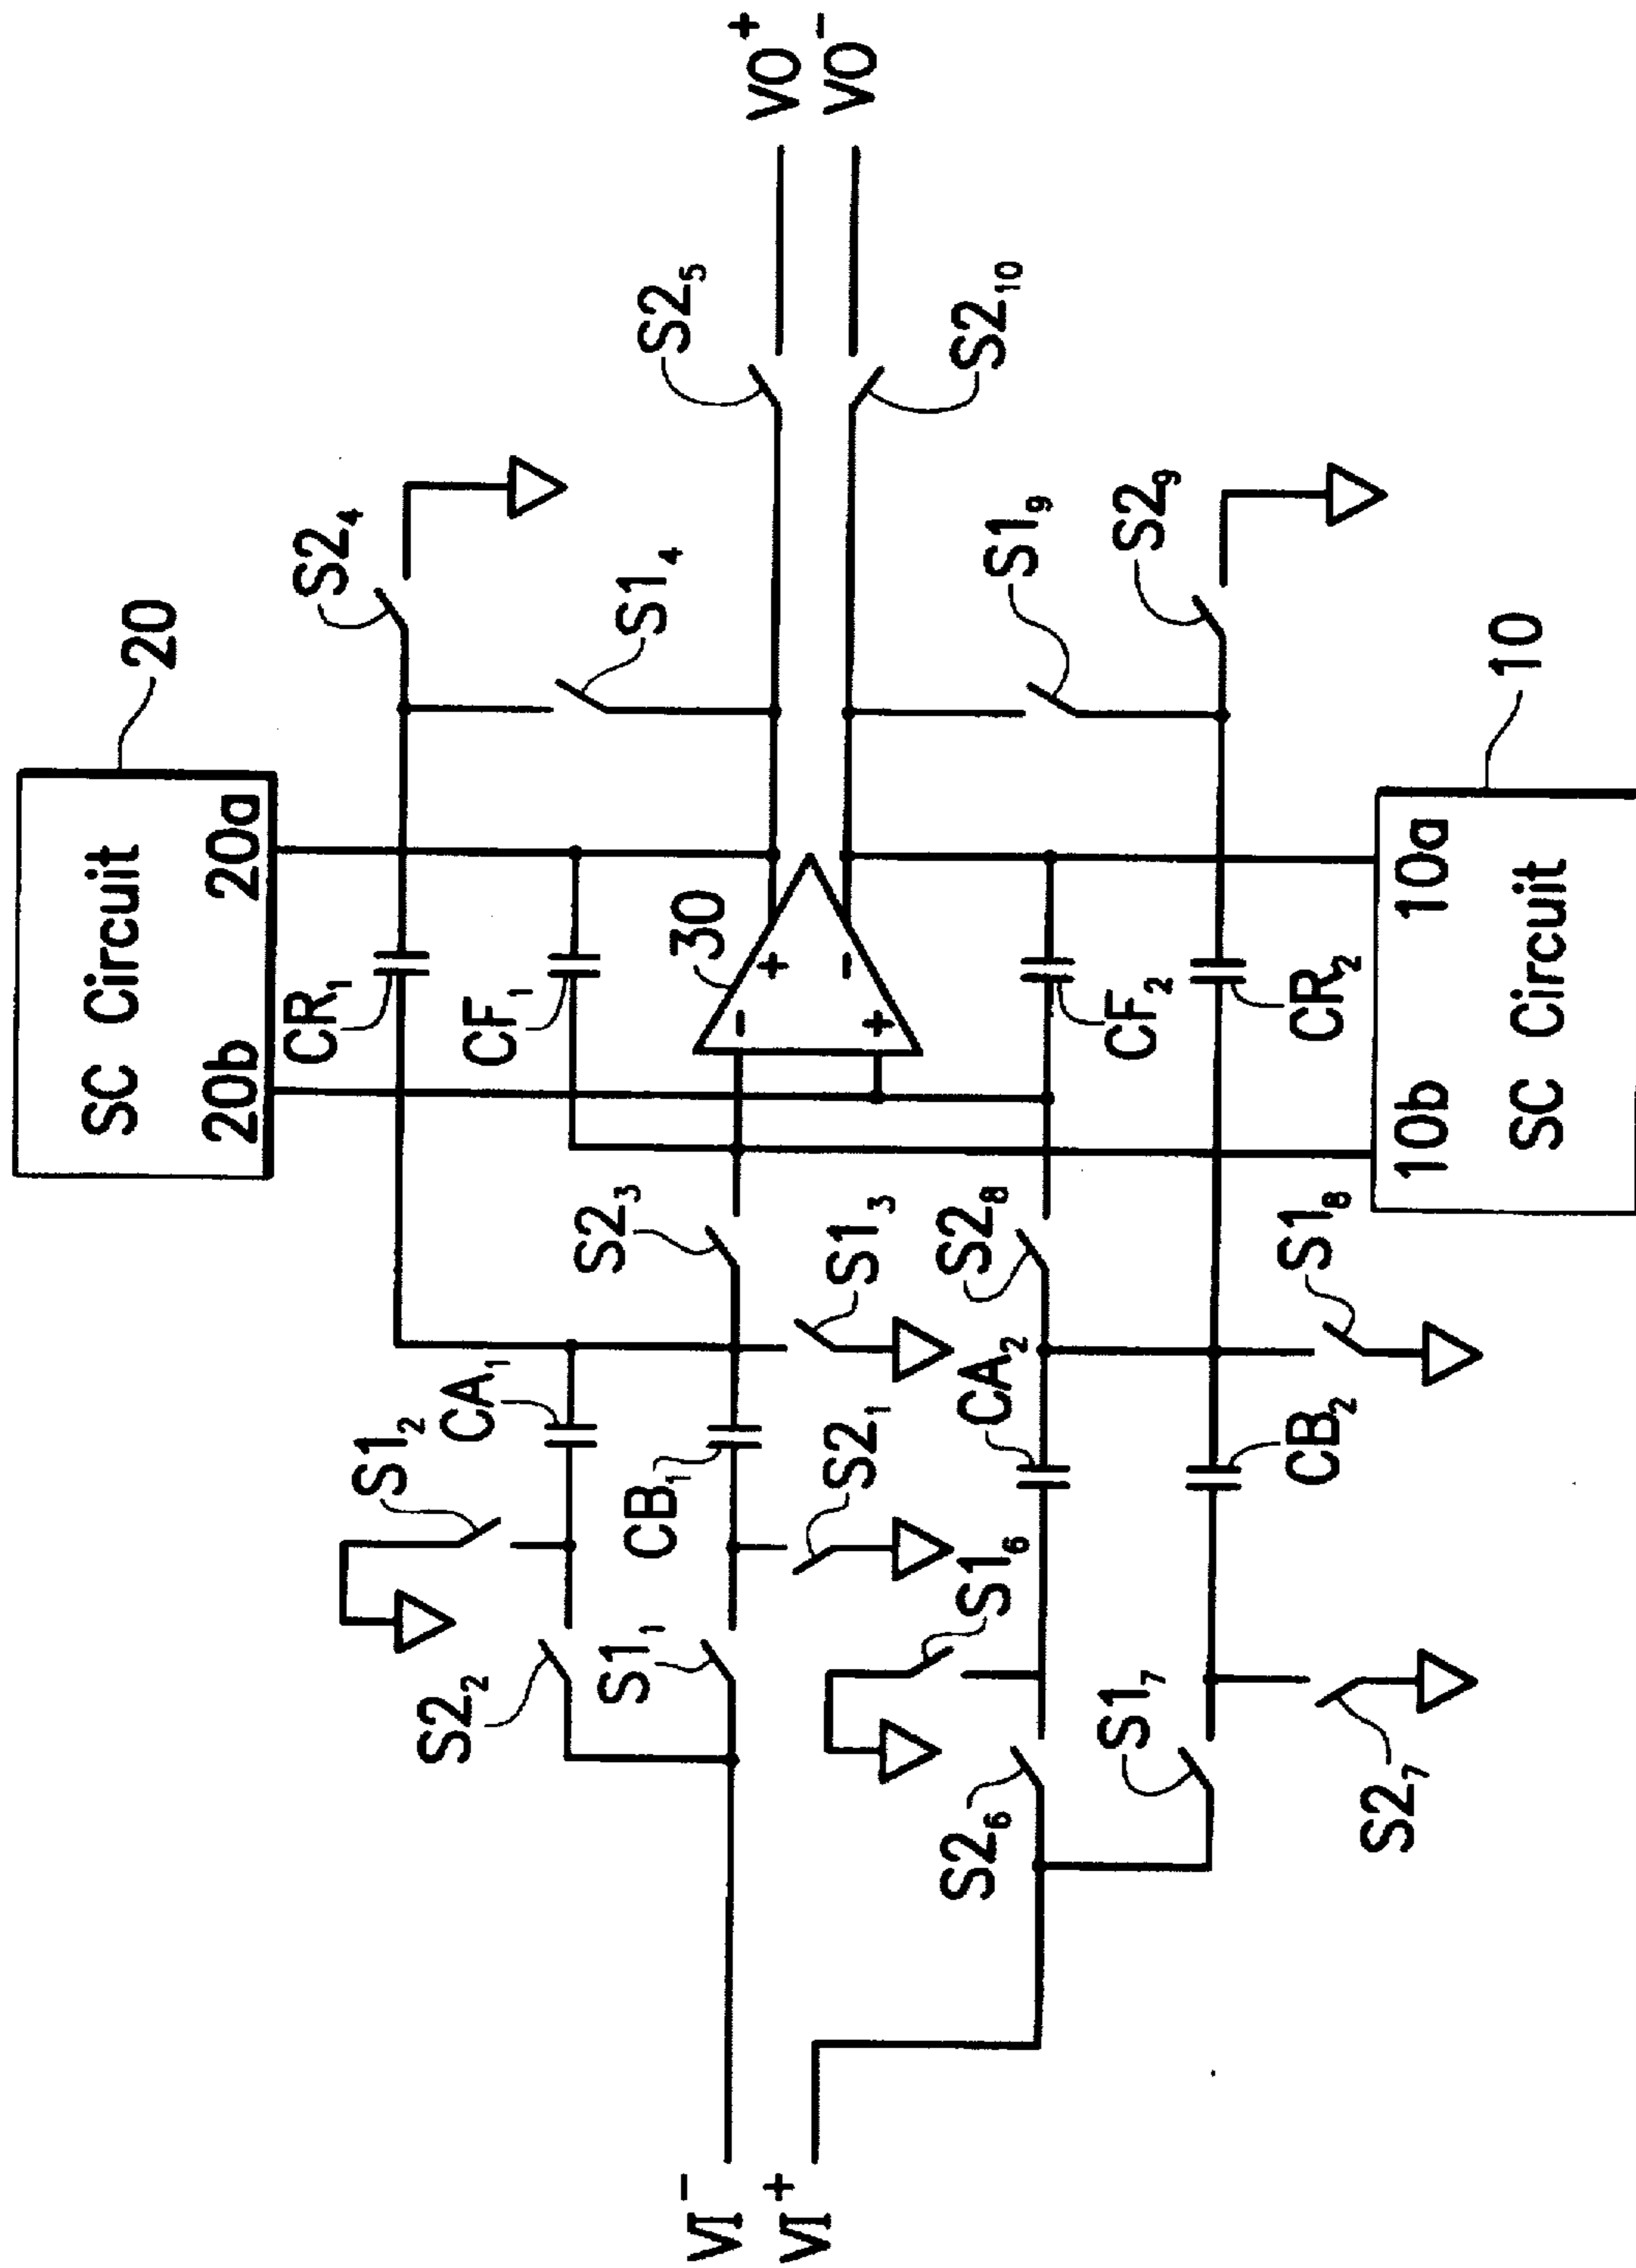 VO⁺
VO⁻
S2₅
S2₁₀
S2₄
S1₄
S1₉
S2₉
20
SC Circuit
20a
20b
10
SC Circuit
10a
10b
CR₁
CF₁
30
+
-
-
+
CF₂
CR₂
S2₃
S1₃
S2₈
S1₈
CA₁
S1₂
CB₁
S2₁
CA₂
CB₂
S1₆
S2₂
S1₁
S1₇
S2₇
S2₆
VI⁻
VI⁺